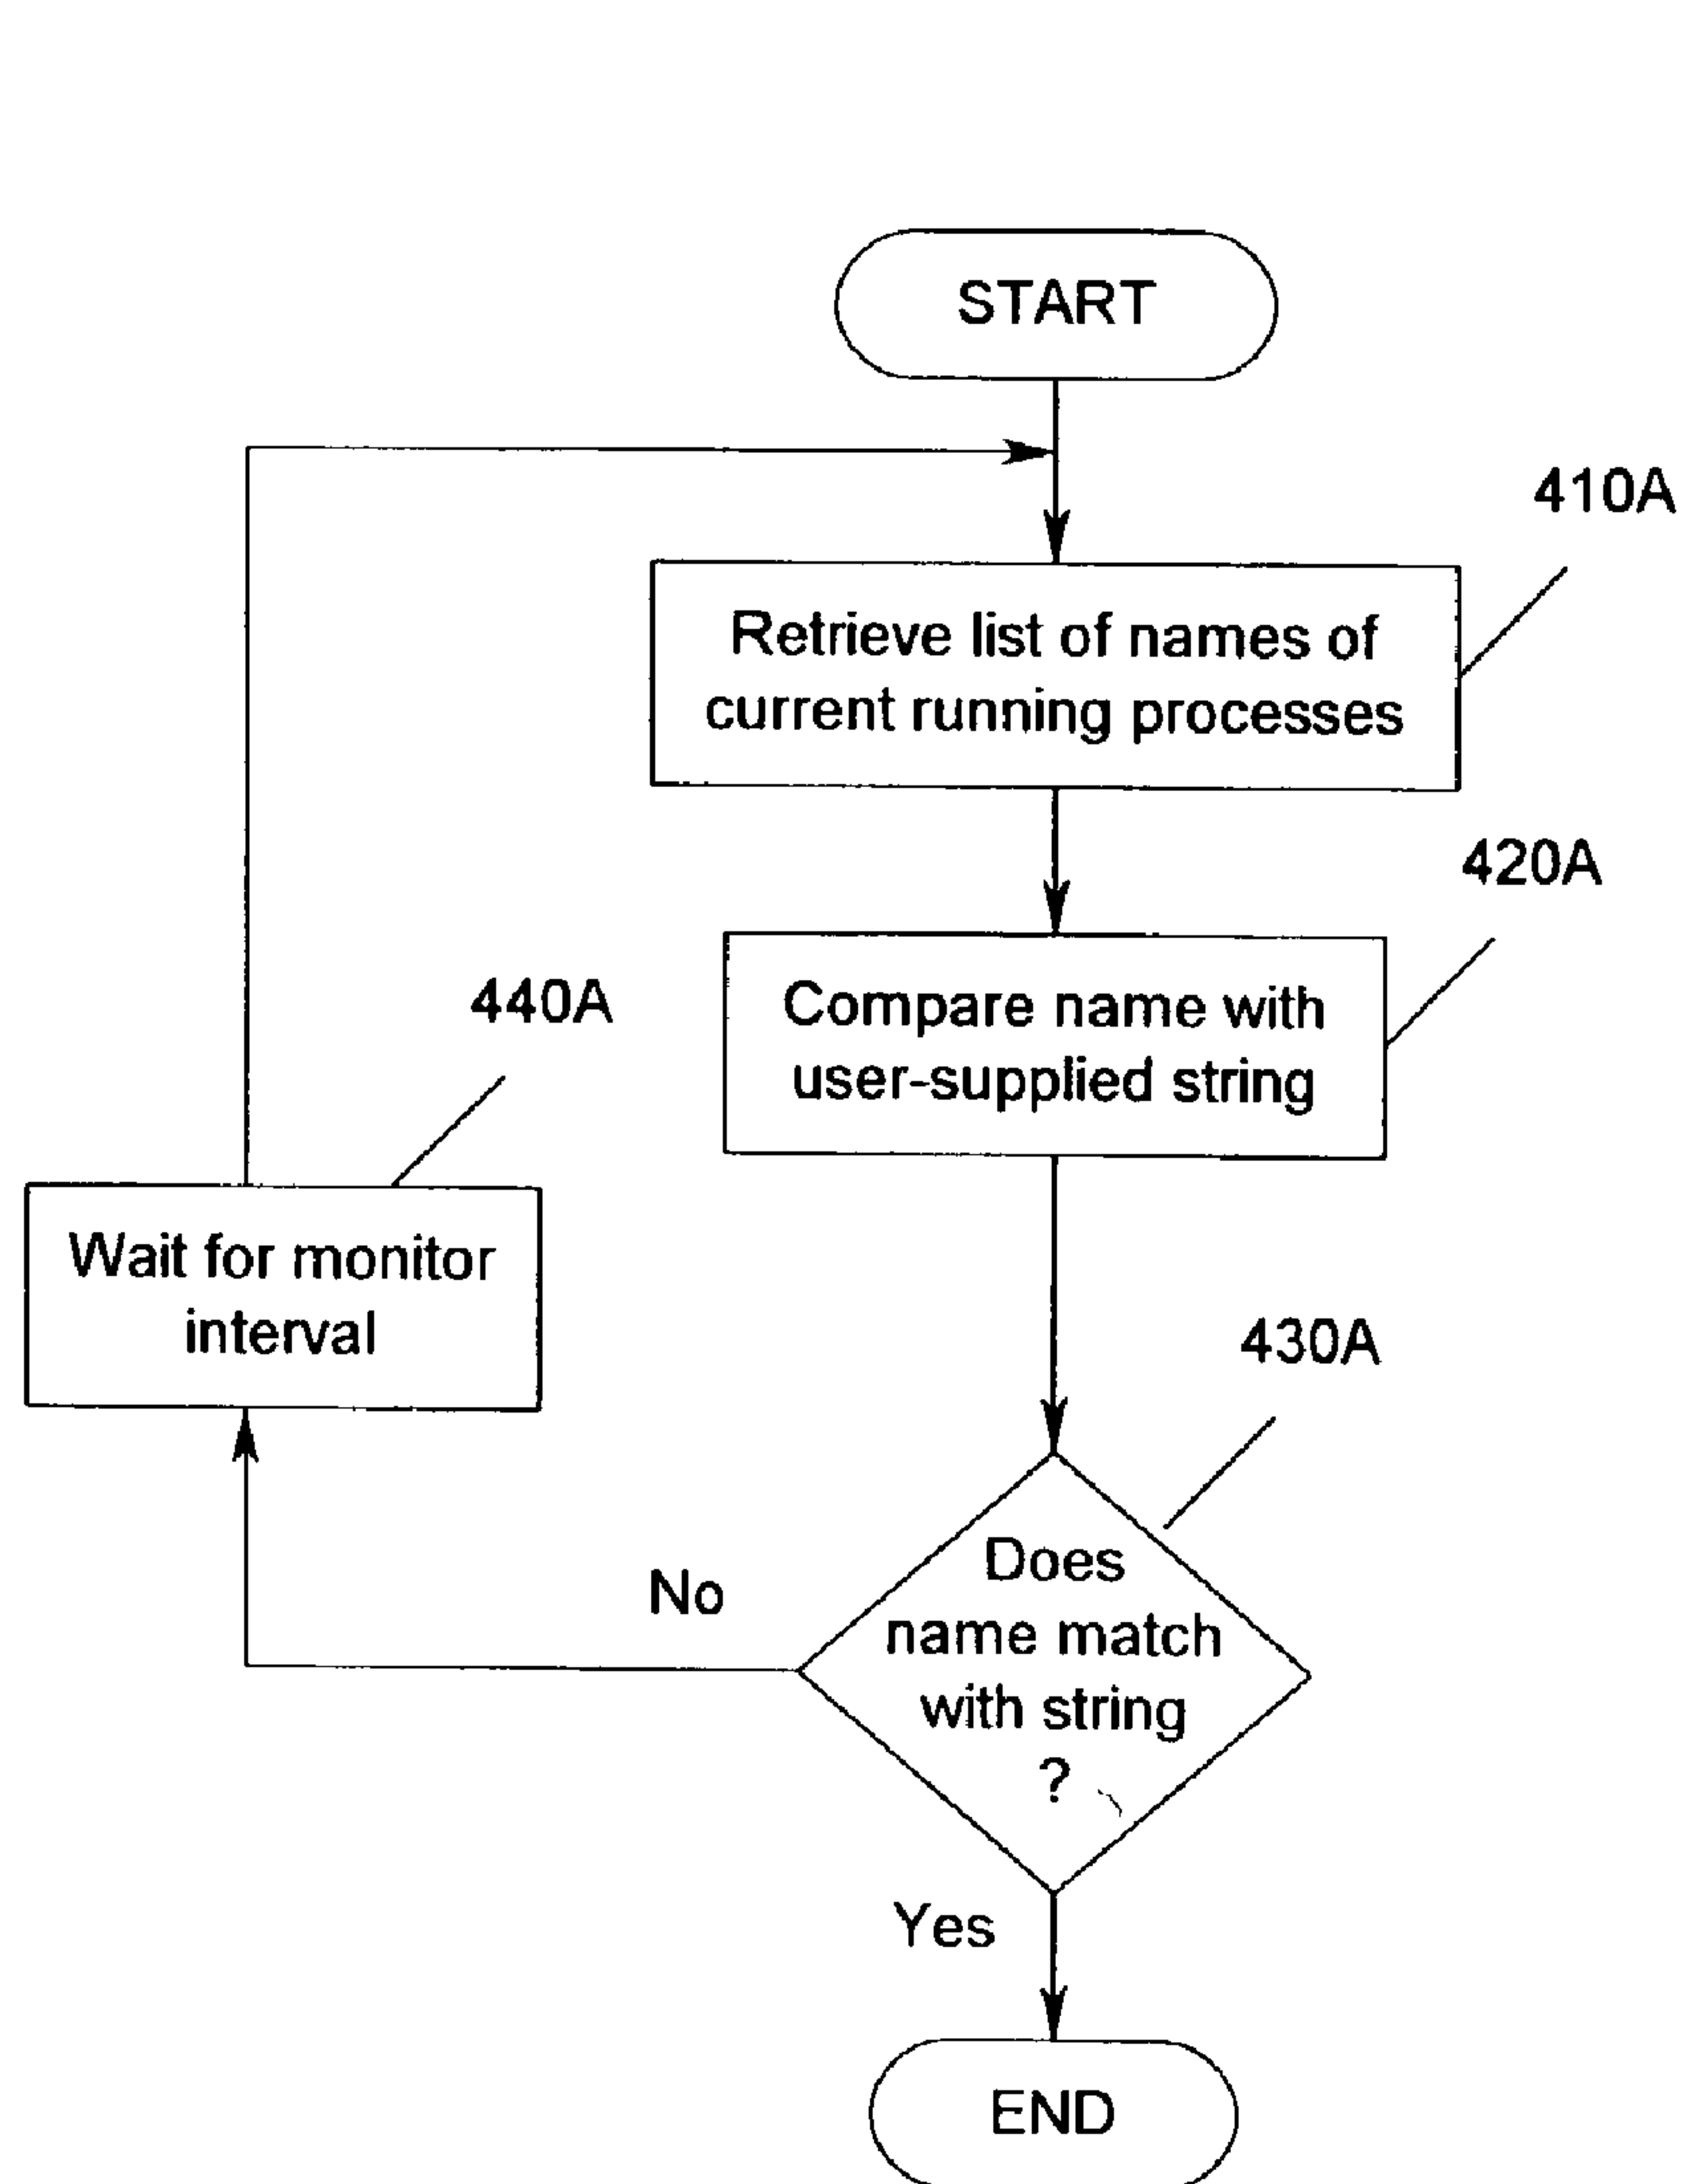 START
410A
Retrieve list of names of
current running processes
420A
Compare name with
user-supplied string
440A
Wait for monitor
interval
430A
Does
name match
with string
?
No
Yes
END